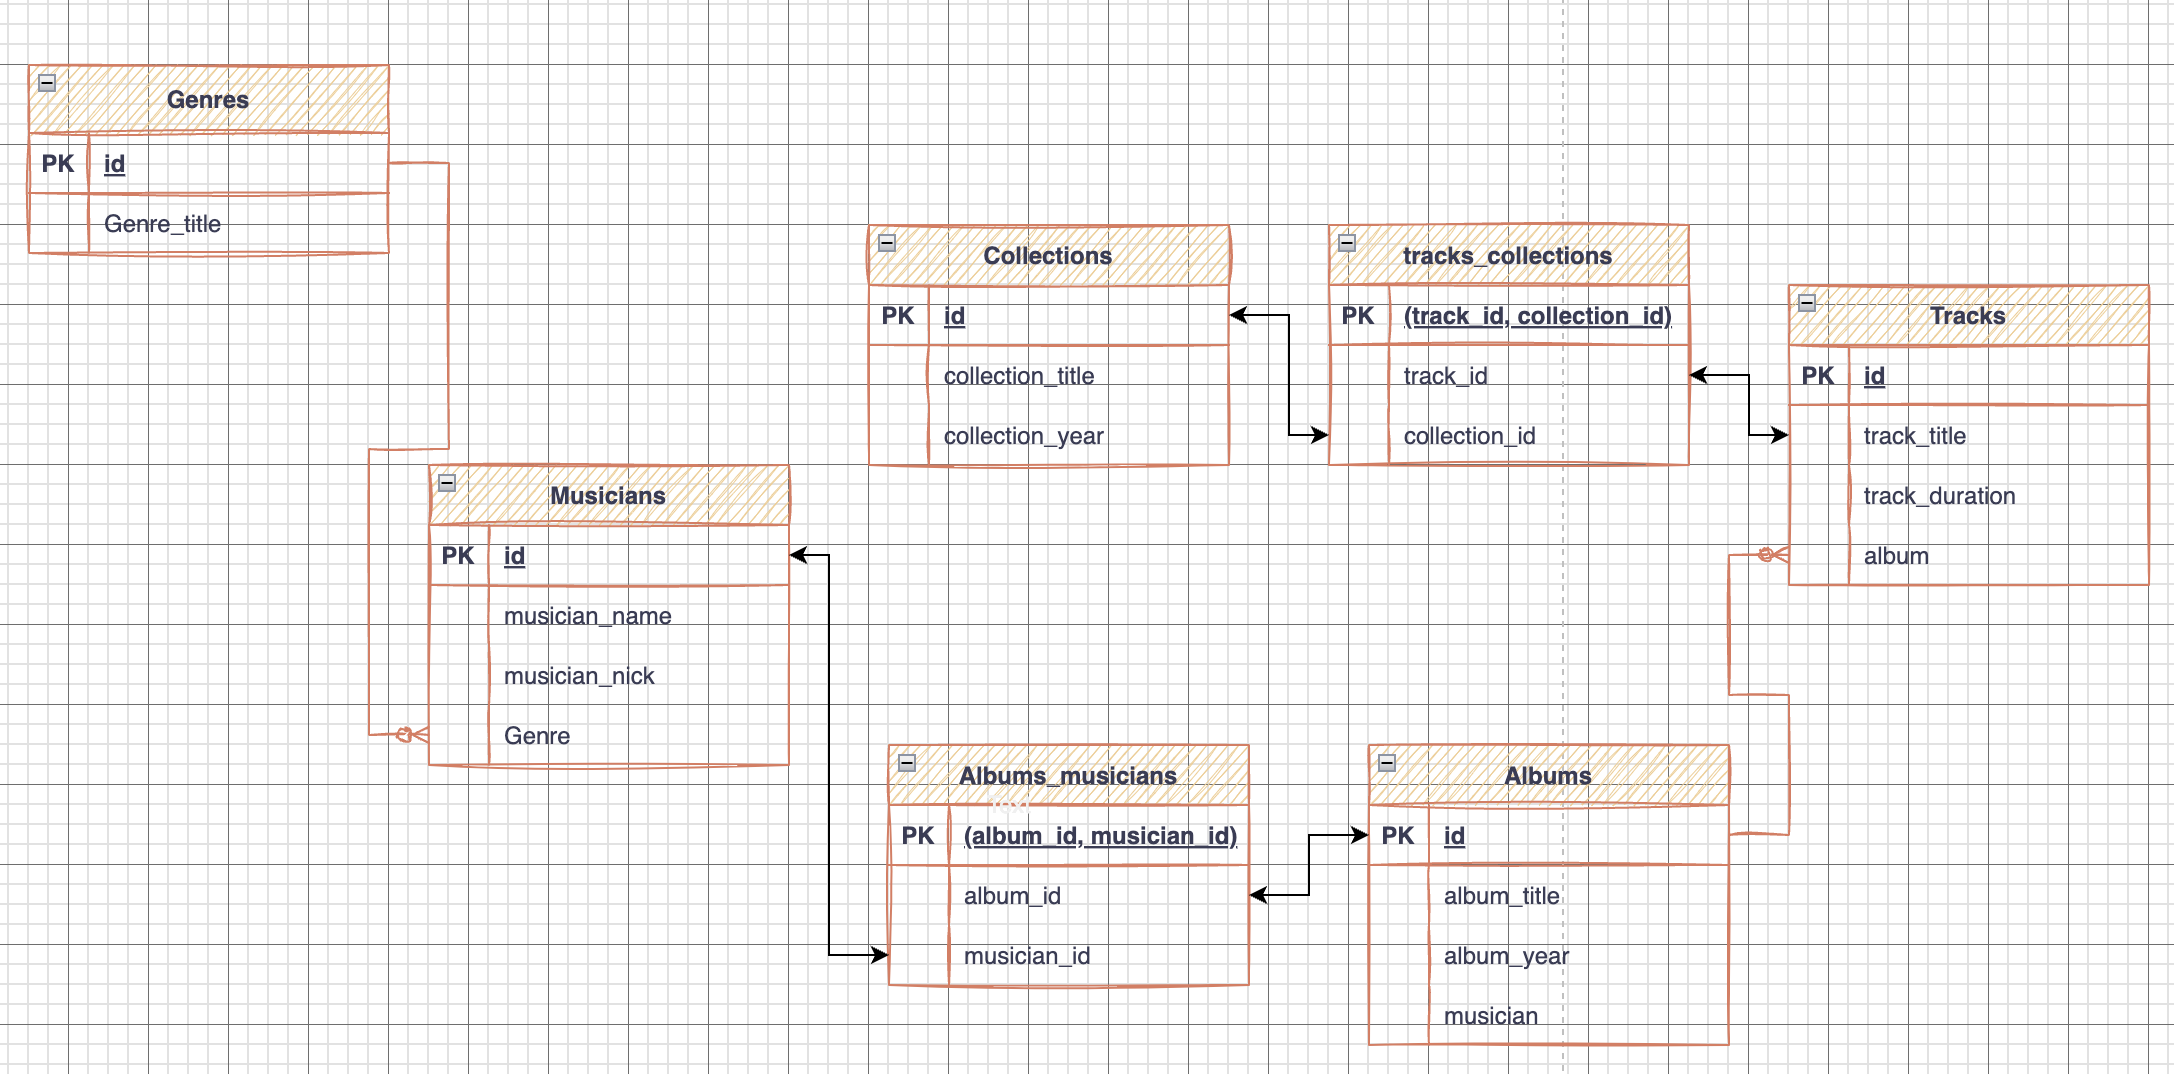 Genres
PK id
Genre_title
Collections
PK id
collection_title
collection_year
tracks_collections
PK (track_id, collection_id)
track_id
collection_id
Tracks
PK id
track_title
track_duration
album
Musicians
PK id
musician_name
musician_nick
Genre
Albums_musicians
PK (album_id, musician_id)
album_id
musician_id
Albums
PK id
album_title
album_year
musician